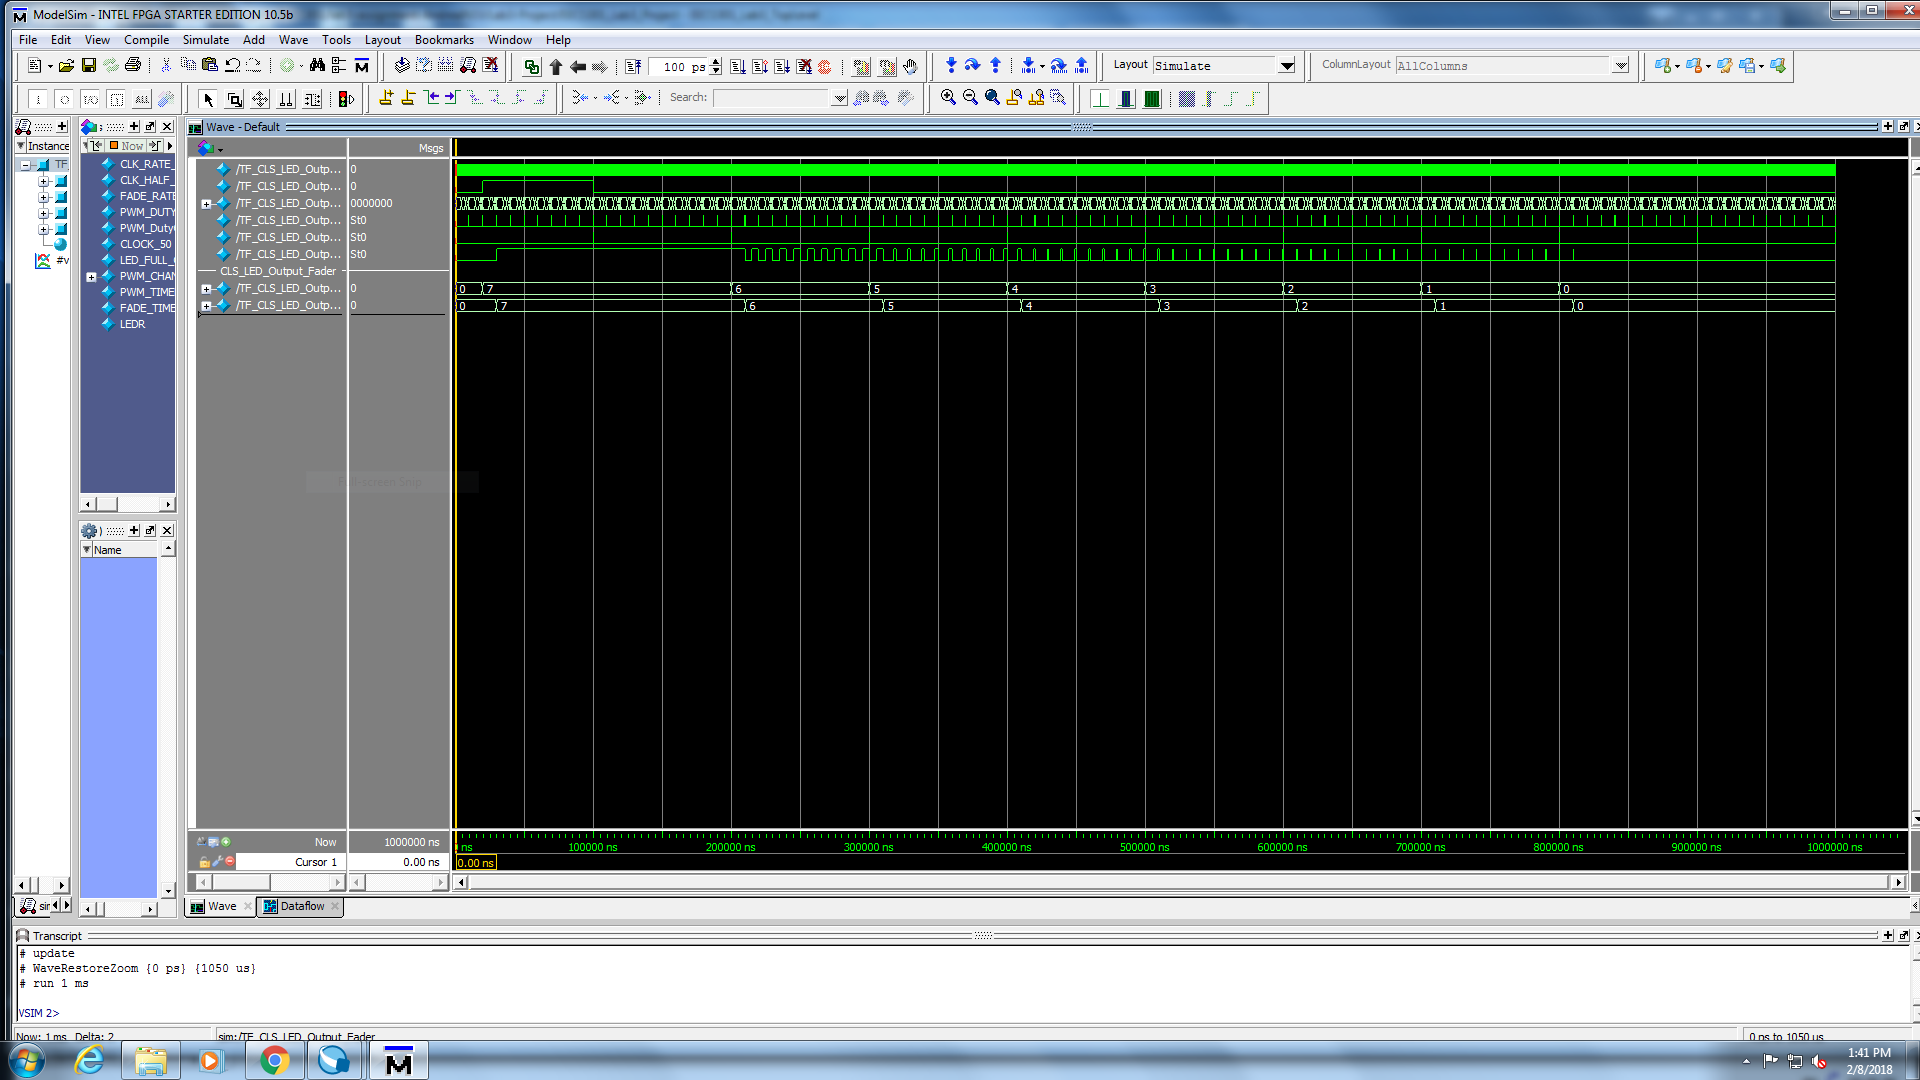 ModelSim - INTEL FPGA STARTER EDITION 10.5b
File Edit View Compile Simulate Add Wave Tools Layout Bookmarks Window Help
100 ps
Layout Simulate
ColumnLayout AllColumns
Search:
Wave - Default
Instance
Now
Msgs
TF
CLK_RATE_
CLK_HALF_
FADE_RATE
PWM_DUTY
PWM_Duty
CLOCK_50
LED_FULL_
PWM_CHAN
PWM_TIME
FADE_TIME
LEDR
#v
/TF_CLS_LED_Outp... 0
/TF_CLS_LED_Outp... 0
/TF_CLS_LED_Outp... 0000000
/TF_CLS_LED_Outp... St0
/TF_CLS_LED_Outp... St0
/TF_CLS_LED_Outp... St0
CLS_LED_Output_Fader
/TF_CLS_LED_Outp... 0 0 7 6 5 4 3 2 1 0
/TF_CLS_LED_Outp... 0 0 7 6 5 4 3 2 1 0
Full-screen Snip
Name
Now 1000000 ns
ns 100000 ns 200000 ns 300000 ns 400000 ns 500000 ns 600000 ns 700000 ns 800000 ns 900000 ns 1000000 ns
Cursor 1 0.00 ns 0.00 ns
sim
Wave Dataflow
Transcript
# update
# WaveRestoreZoom {0 ps} {1050 us}
# run 1 ms
VSIM 2>
Now: 1 ms Delta: 2 sim:/TF_CLS_LED_Output_Fader 0 ns to 1050 us
1:41 PM
2/8/2018